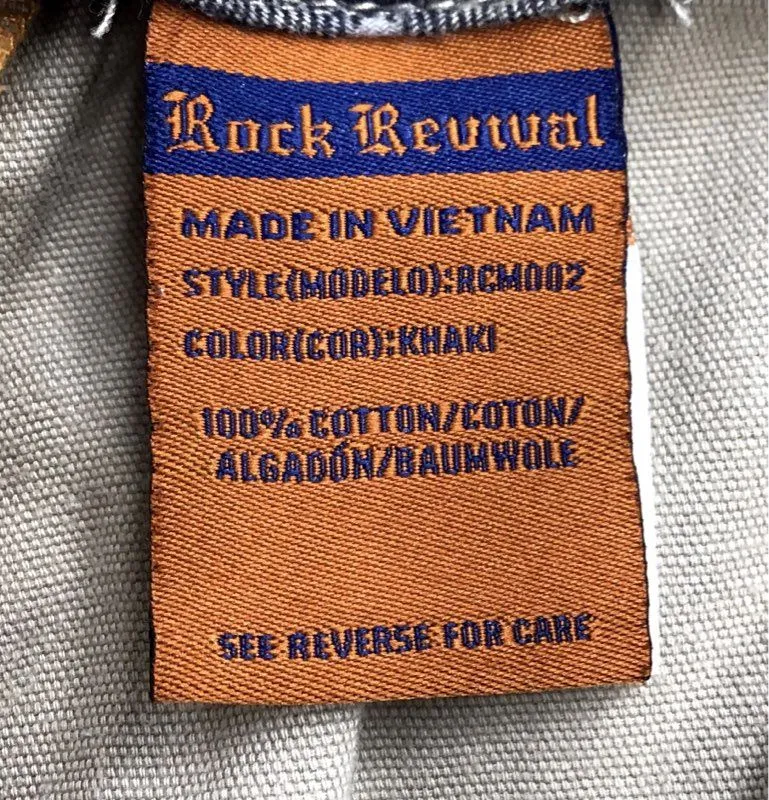 Rock Revival
MADE IN VIETNAM
STYLE(MODELO):RCM002
COLOR(COR):KHAKI
100% COTTON/COTON/
ALGADÓN/BAUMWOLE
SEE REVERSE FOR CARE